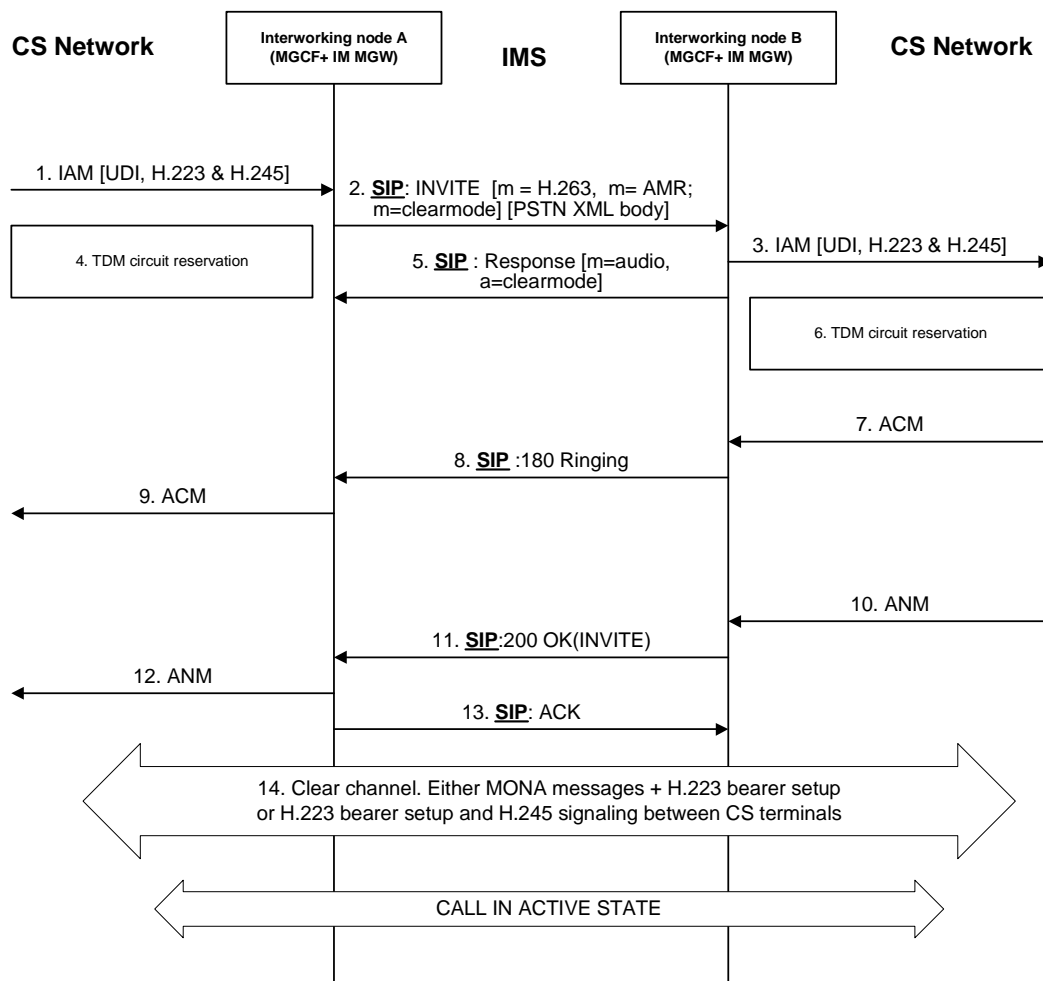 CS Network
Interworking node A
(MGCF+ IM MGW)
IMS
Interworking node B
(MGCF+ IM MGW)
CS Network
1. IAM [UDI, H.223 & H.245]
2. SIP: INVITE [m = H.263, m= AMR;
m=clearmode] [PSTN XML body]
3. IAM [UDI, H.223 & H.245]
4. TDM circuit reservation
5. SIP : Response [m=audio,
a=clearmode]
6. TDM circuit reservation
7. ACM
8. SIP :180 Ringing
9. ACM
10. ANM
11. SIP:200 OK(INVITE)
12. ANM
13. SIP: ACK
14. Clear channel. Either MONA messages + H.223 bearer setup
or H.223 bearer setup and H.245 signaling between CS terminals
CALL IN ACTIVE STATE